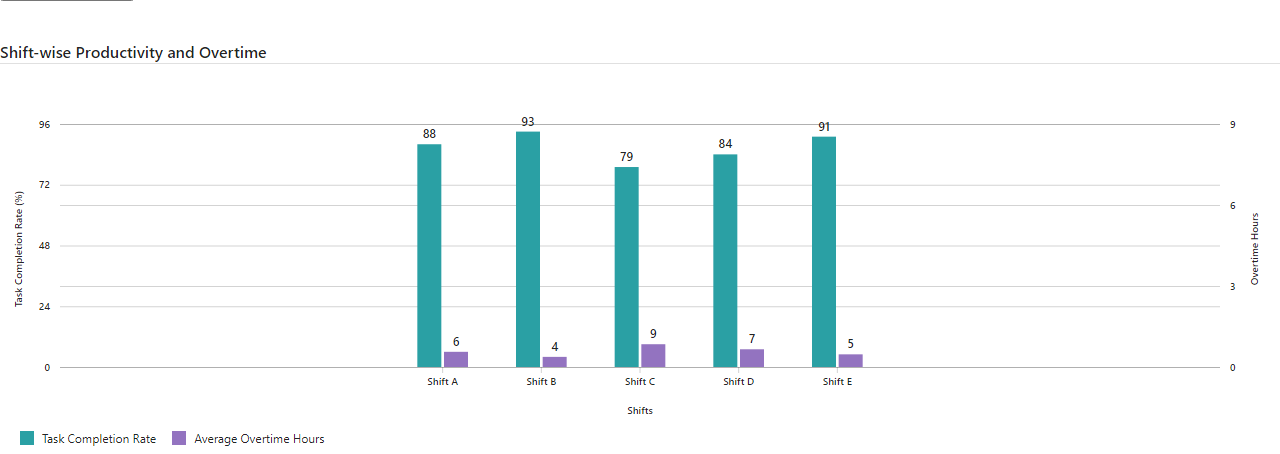 Shift-wise Productivity and Overtime
96
93
9
88
91
84
79
72
6
48
3
24
9
6
7
4
5
0
0
Task Completion Rate (%)
Overtime Hours
Shift A
Shift B
Shift C
Shift D
Shift E
Shifts
Task Completion Rate
Average Overtime Hours